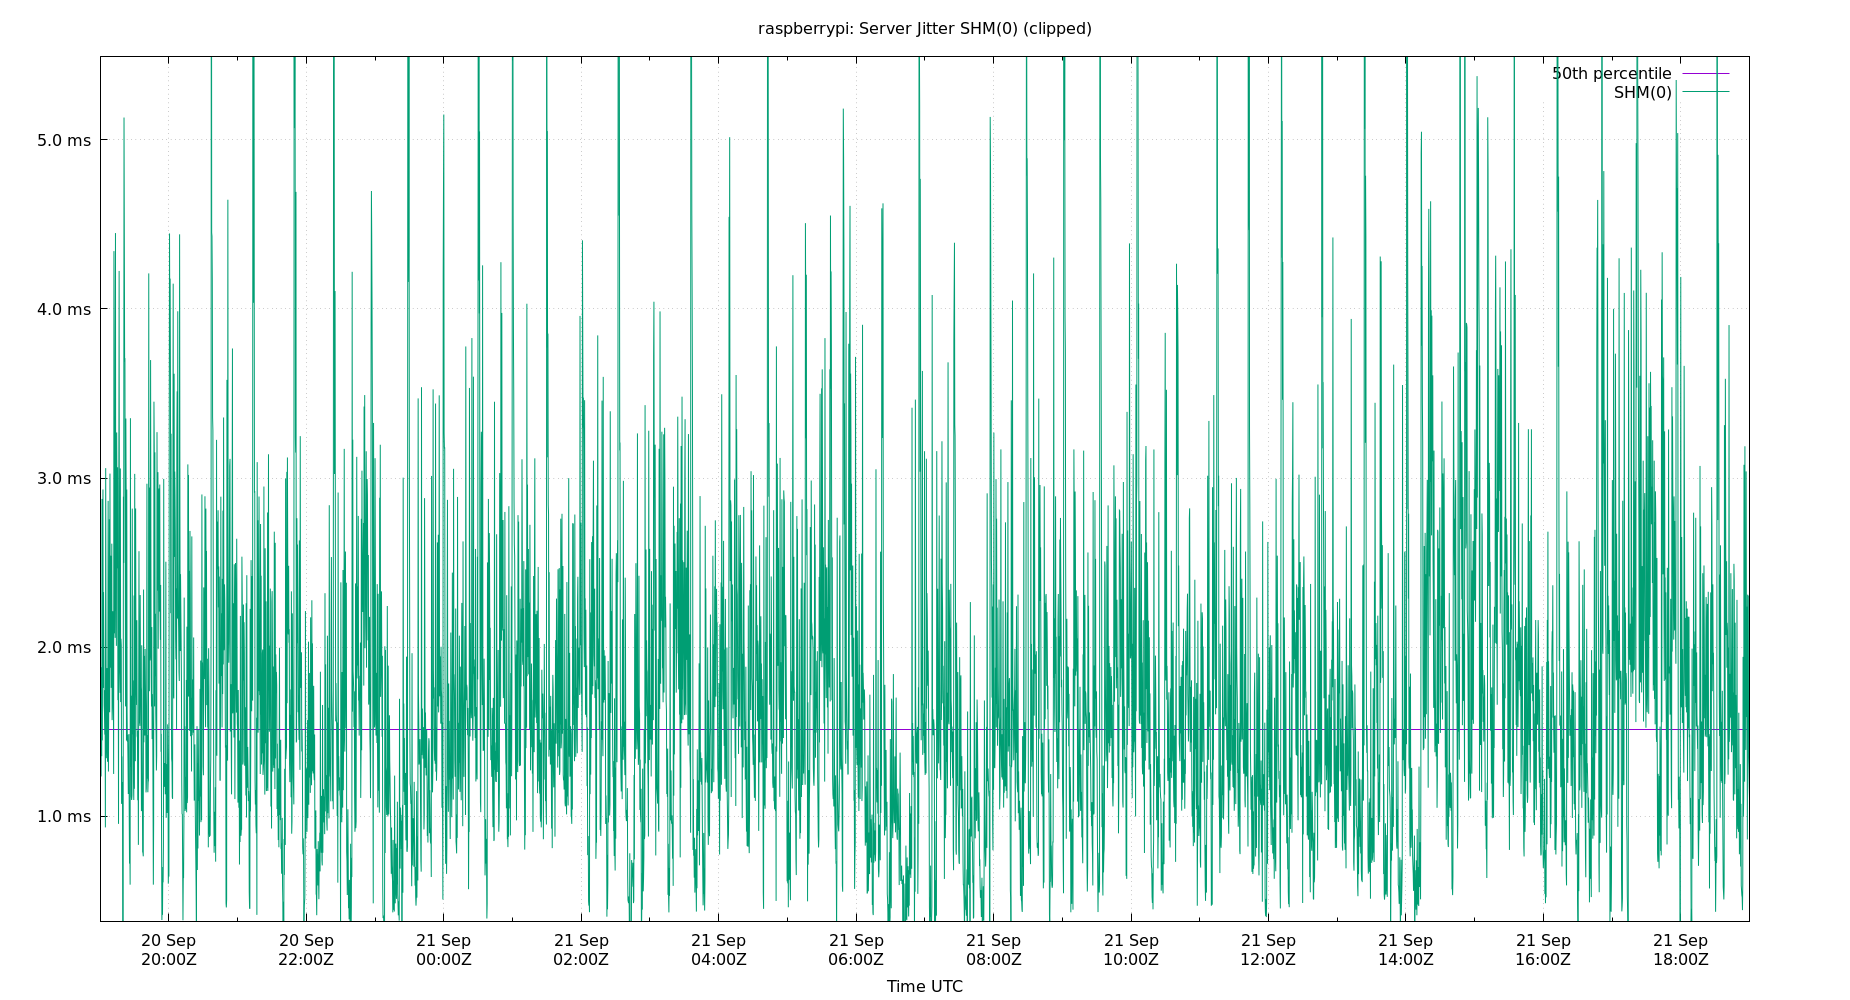 raspberrypi: Server Jitter SHM(0) (clipped)
50th percentile
SHM(0)
5.0 ms
4.0 ms
3.0 ms
2.0 ms
1.0 ms
20 Sep 20 Sep 21 Sep 21 Sep 21 Sep 21 Sep 21 Sep 21 Sep 21 Sep 21 Sep 21 Sep 21 Sep
20:00Z 22:00Z 00:00Z 02:00Z 04:00Z 06:00Z 08:00Z 10:00Z 12:00Z 14:00Z 16:00Z 18:00Z
Time UTC